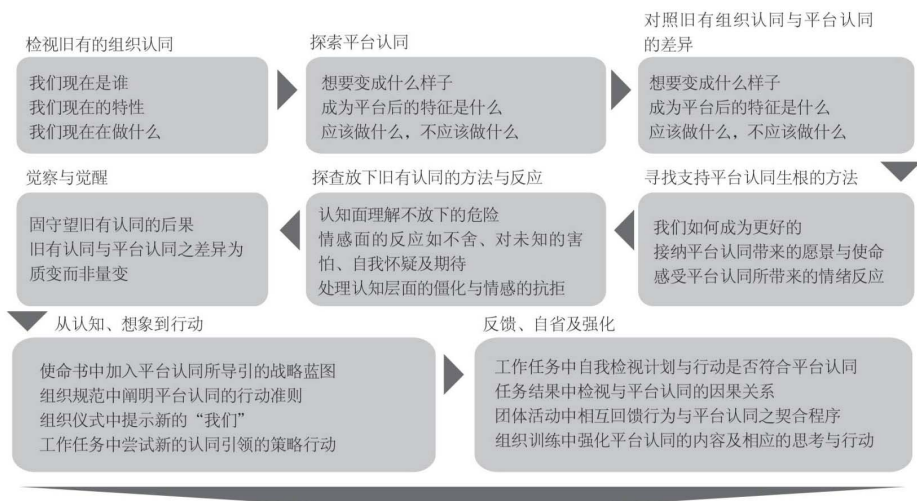 检视旧有的组织认同
我们现在是谁
我们现在的特性
我们现在在做什么
探索平台认同
想要变成什么样子
成为平台后的特征是什么
应该做什么，不应该做什么
对照旧有组织认同与平台认同
的差异
想要变成什么样子
成为平台后的特征是什么
应该做什么，不应该做什么
寻找支持平台认同生根的方法
我们如何成为更好的
接纳平台认同带来的愿景与使命
感受平台认同所带来的情绪反应
探查放下旧有认同的方法与反应
认知面理解不放下的危险
情感面的反应如不舍、对未知的害
怕、自我怀疑及期待
处理认知层面的僵化与情感的抗拒
觉察与觉醒
固守望旧有认同的后果
旧有认同与平台认同之差异为
质变而非量变
从认知、想象到行动
使命书中加入平台认同所导引的战略蓝图
组织规范中阐明平台认同的行动准则
组织仪式中提示新的“我们”
工作任务中尝试新的认同引领的策略行动
反馈、自省及强化
工作任务中自我检视计划与行动是否符合平台认同
任务结果中检视与平台认同的因果关系
团体活动中相互回馈行为与平台认同之契合程序
组织训练中强化平台认同的内容及相应的思考与行动